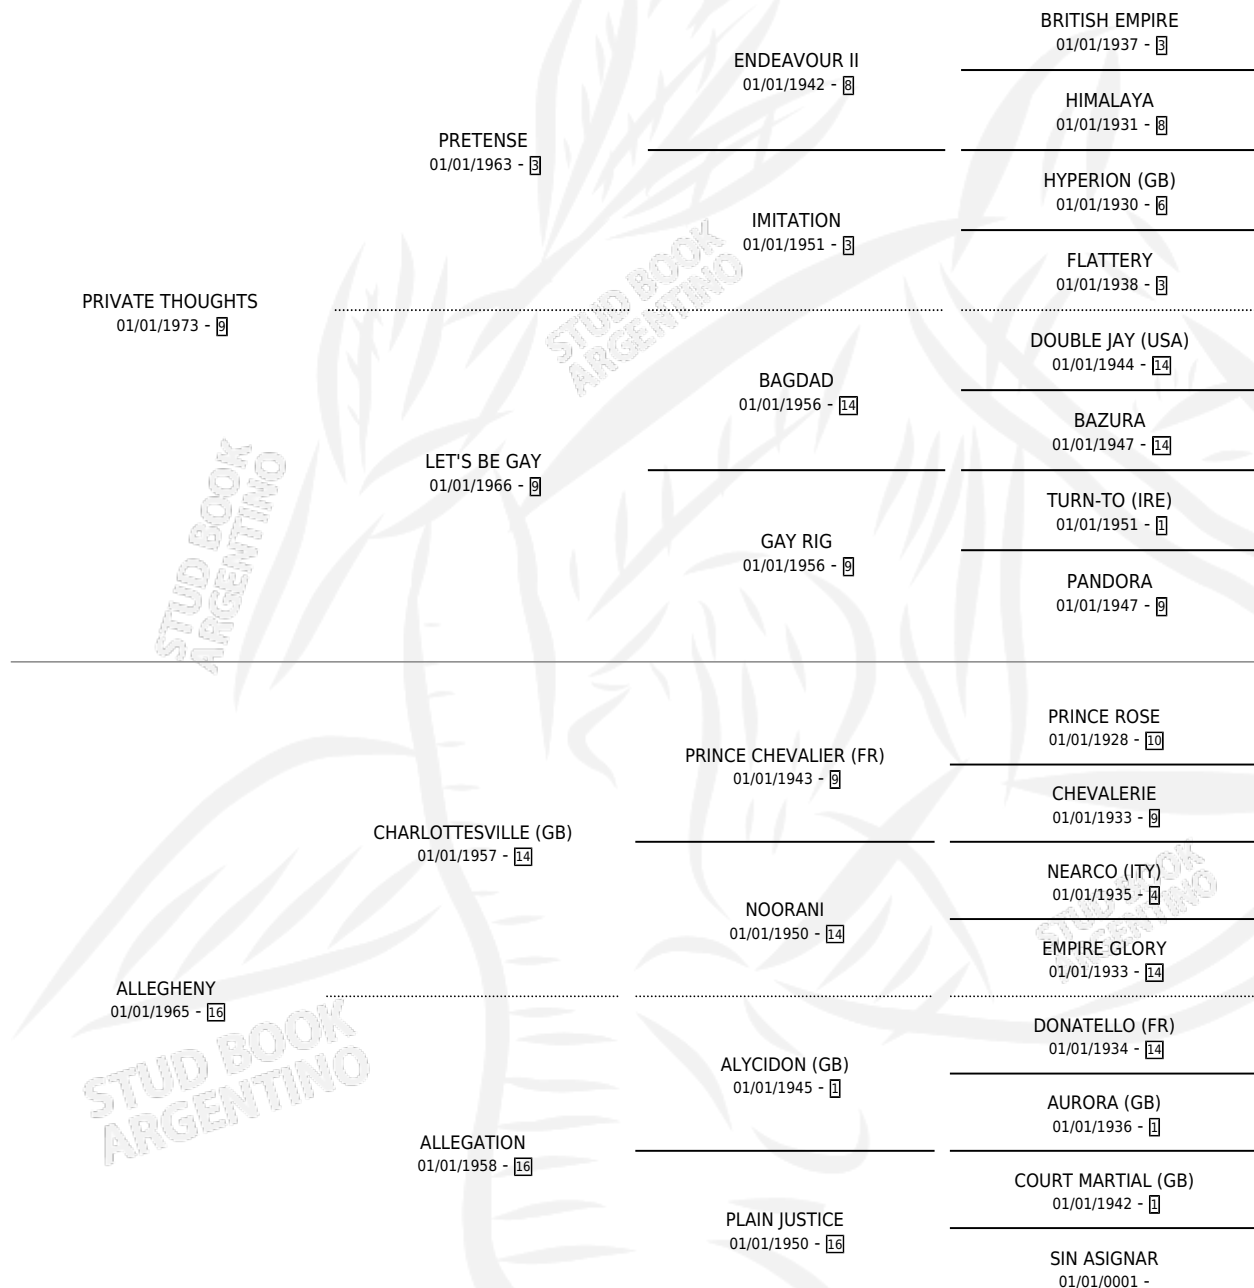 BRITISH EMPIRE
01/01/1937 - 3
ENDEAVOUR II
01/01/1942 - 8
HIMALAYA
01/01/1931 - 8
PRETENSE
01/01/1963 - 3
HYPERION (GB)
01/01/1930 - 6
IMITATION
01/01/1951 - 3
FLATTERY
01/01/1938 - 3
PRIVATE THOUGHTS
01/01/1973 - 9
DOUBLE JAY (USA)
01/01/1944 - 14
BAGDAD
01/01/1956 - 14
BAZURA
01/01/1947 - 14
LET'S BE GAY
01/01/1966 - 9
TURN-TO (IRE)
01/01/1951 - 1
GAY RIG
01/01/1956 - 9
PANDORA
01/01/1947 - 9
PRINCE ROSE
01/01/1928 - 10
PRINCE CHEVALIER (FR)
01/01/1943 - 9
CHEVALERIE
01/01/1933 - 9
CHARLOTTESVILLE (GB)
01/01/1957 - 14
NEARCO (ITY)
01/01/1935 - 4
NOORANI
01/01/1950 - 14
EMPIRE GLORY
01/01/1933 - 14
ALLEGHENY
01/01/1965 - 16
DONATELLO (FR)
01/01/1934 - 14
ALYCIDON (GB)
01/01/1945 - 1
AURORA (GB)
01/01/1936 - 1
ALLEGATION
01/01/1958 - 16
COURT MARTIAL (GB)
01/01/1942 - 1
PLAIN JUSTICE
01/01/1950 - 16
SIN ASIGNAR
01/01/0001 -
STUD BOOK
ARGENTINO
STUD BOOK
ARGENTINO
STUD BOOK
ARGENTINO
STUD BOOK
ARGENTINO